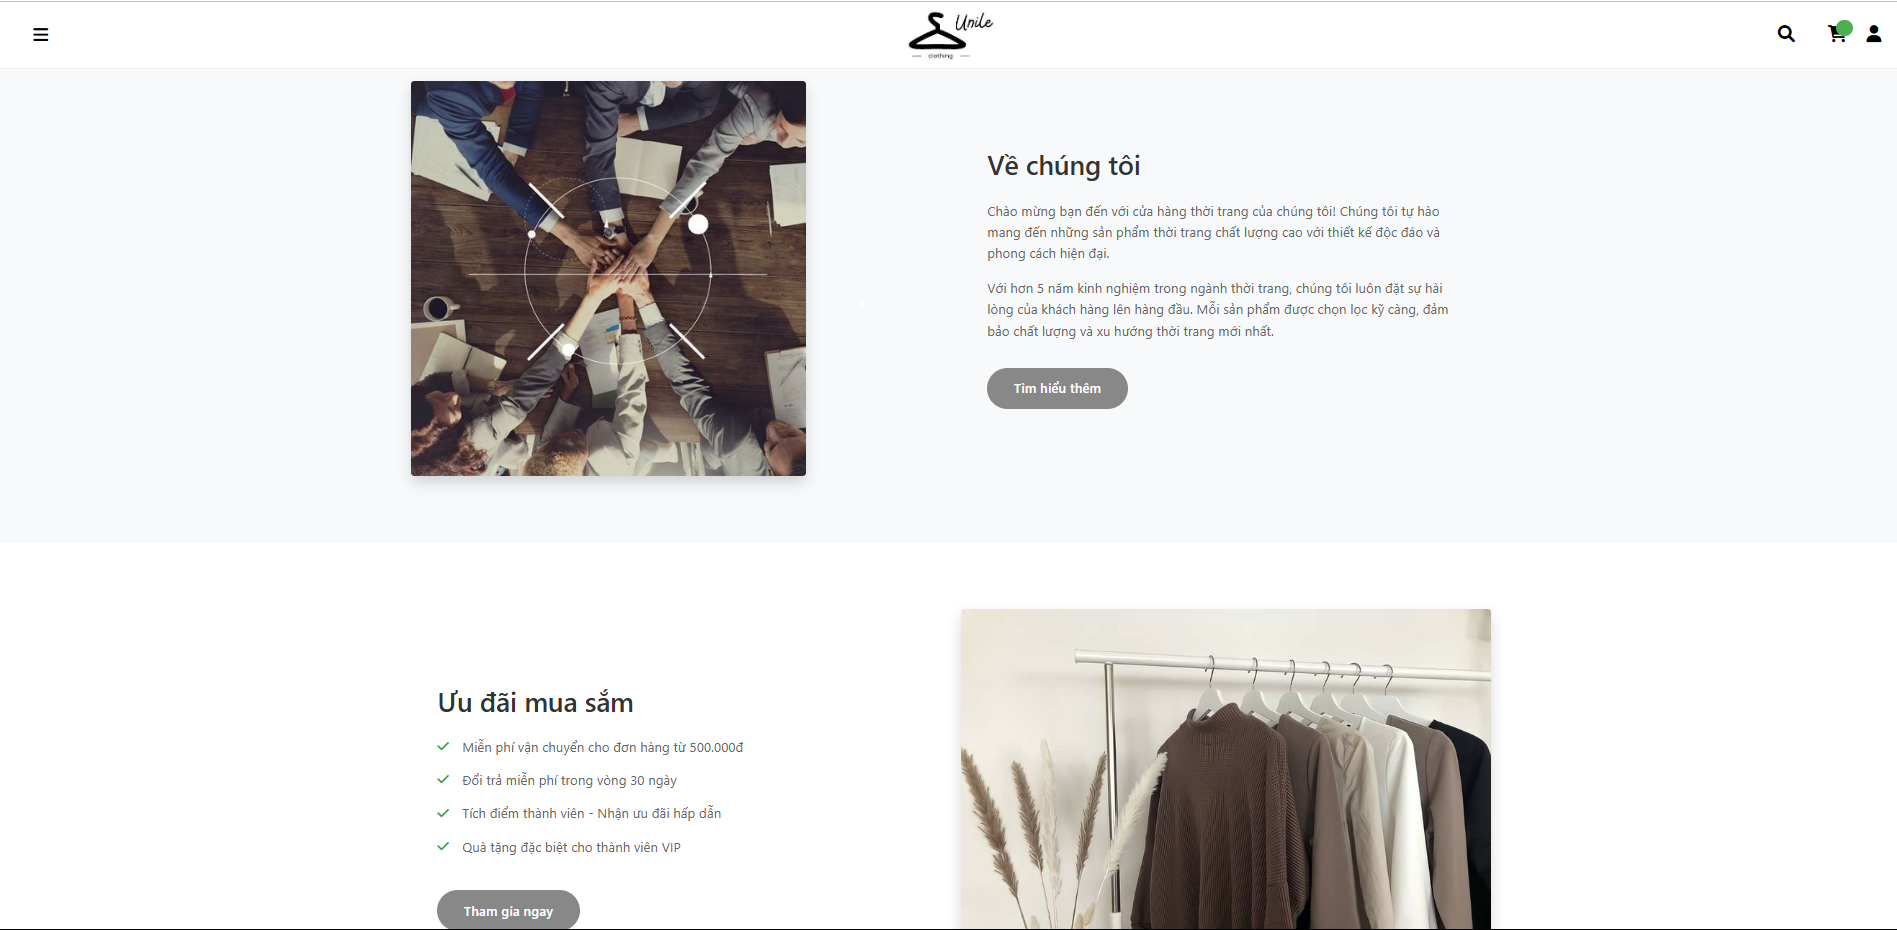 Unile
clothing
Về chúng tôi
Chào mừng bạn đến với cửa hàng thời trang của chúng tôi! Chúng tôi tự hào
mang đến những sản phẩm thời trang chất lượng cao với thiết kế độc đáo và
phong cách hiện đại.
Với hơn 5 năm kinh nghiệm trong ngành thời trang, chúng tôi luôn đặt sự hài
lòng của khách hàng lên hàng đầu. Mỗi sản phẩm được chọn lọc kỹ càng, đảm
bảo chất lượng và xu hướng thời trang mới nhất.
Tìm hiểu thêm
Ưu đãi mua sắm
Miễn phí vận chuyển cho đơn hàng từ 500.000đ
Đổi trả miễn phí trong vòng 30 ngày
Tích điểm thành viên - Nhận ưu đãi hấp dẫn
Quà tặng đặc biệt cho thành viên VIP
Tham gia ngay